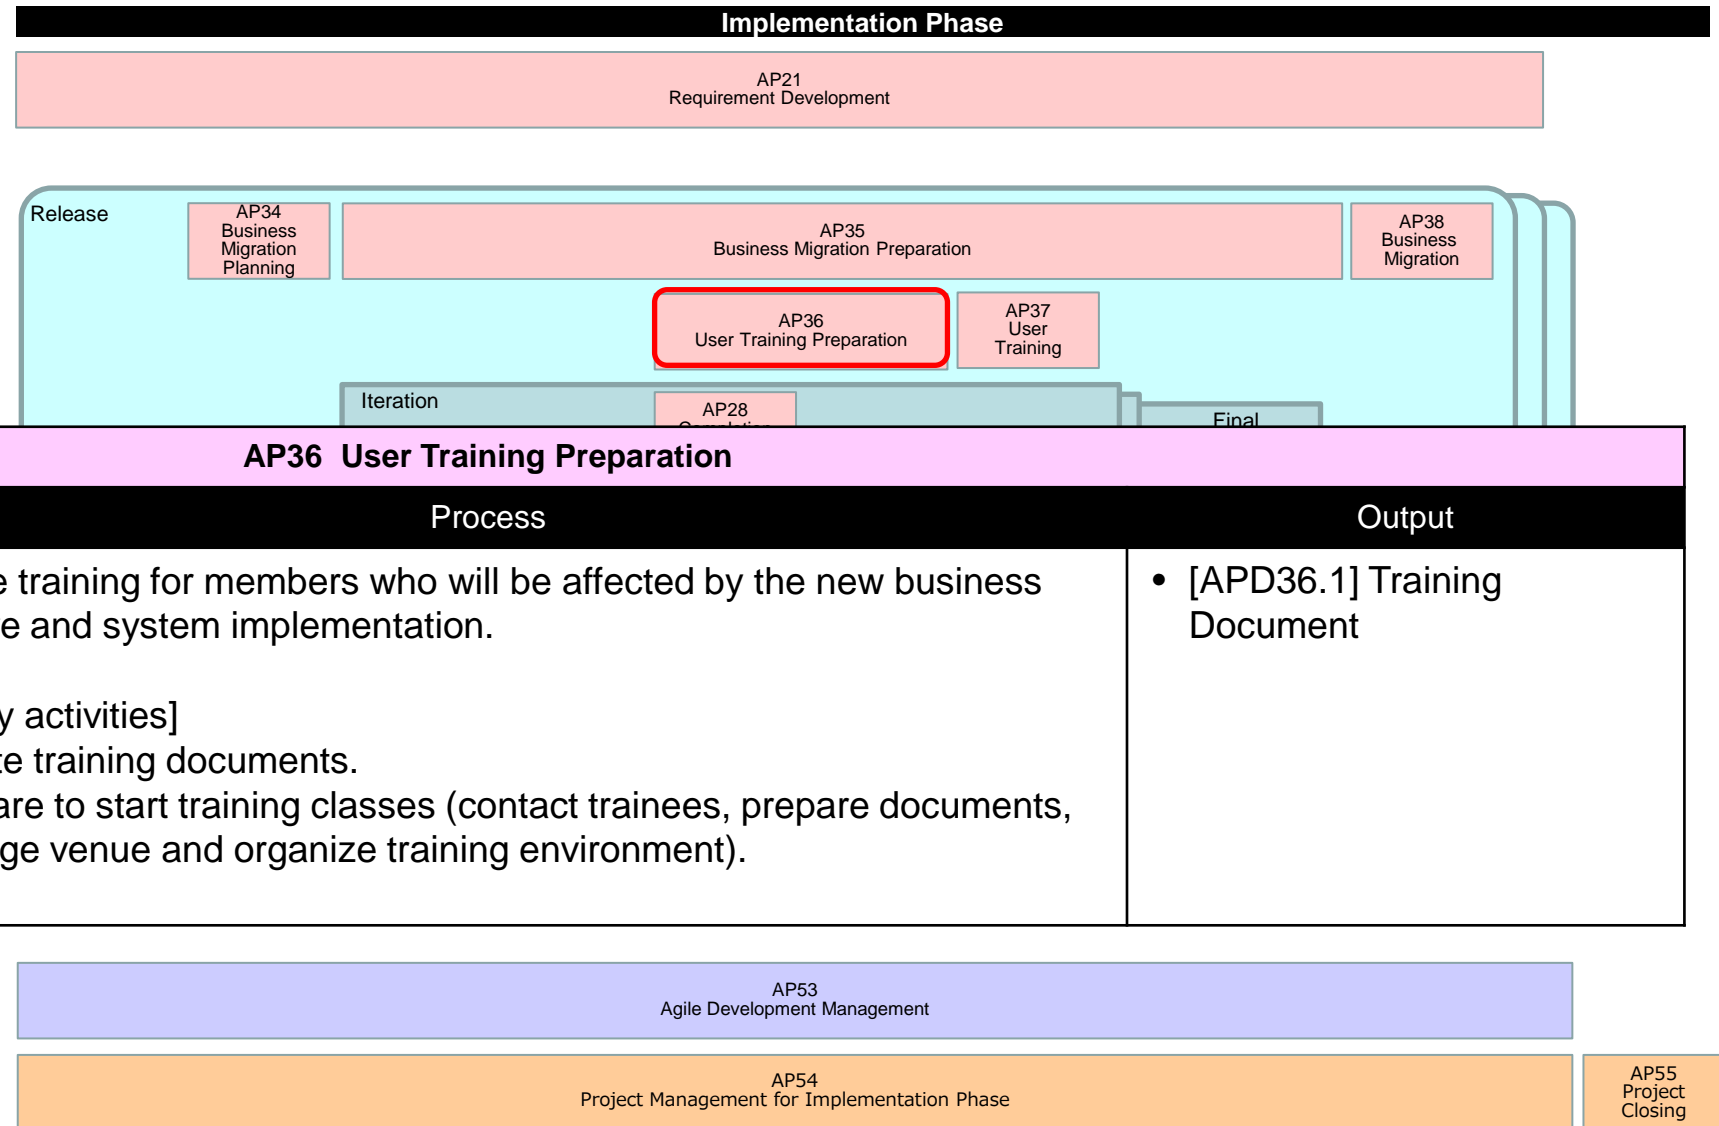 Implementation Phase
AP21
Requirement Development
Release
AP34
Business
Migration
Planning
AP35
Business Migration Preparation
AP38
Business
Migration
AP36
User Training Preparation
AP37
User
Training
Iteration
AP28
Completion
Final
AP36 User Training Preparation
Process
Output
e training for members who will be affected by the new business
e and system implementation.
y activities]
te training documents.
are to start training classes (contact trainees, prepare documents,
ge venue and organize training environment).
• [APD36.1] Training
Document
AP53
Agile Development Management
AP54
Project Management for Implementation Phase
AP55
Project
Closing